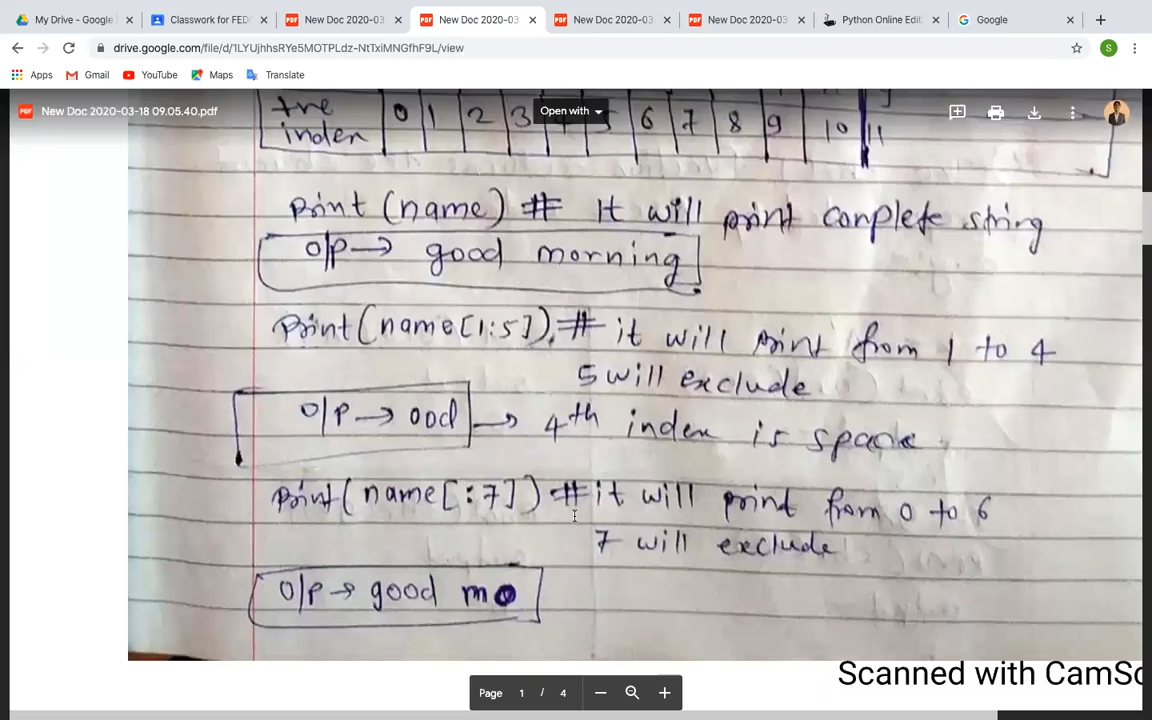 My Drive - Google
Classwork for FED
New Doc 2020-03
New Doc 2020-03
New Doc 2020-03
New Doc 2020-03
Python Online Edit
Google
drive.google.com/file/d/1LYUjhhsRYe5MOTPLdz-NtTxiMNGfhF9L/view
S
Apps Gmail YouTube Maps Translate
New Doc 2020-03-18 09.05.40.pdf
Open with
+re 0 1 2 3 4 5 6 7 8 9 10 11
index
Print (name) # It will print complete string
O/P → good morning
Print (name[1:5]). # it will print from 1 to 4
5 will exclude
O/P → ood → 4th index is space
Print (name[:7]) # it will print from 0 to 6
7 will exclude
O/P → good mo
Scanned with CamSc
Page 1 / 4